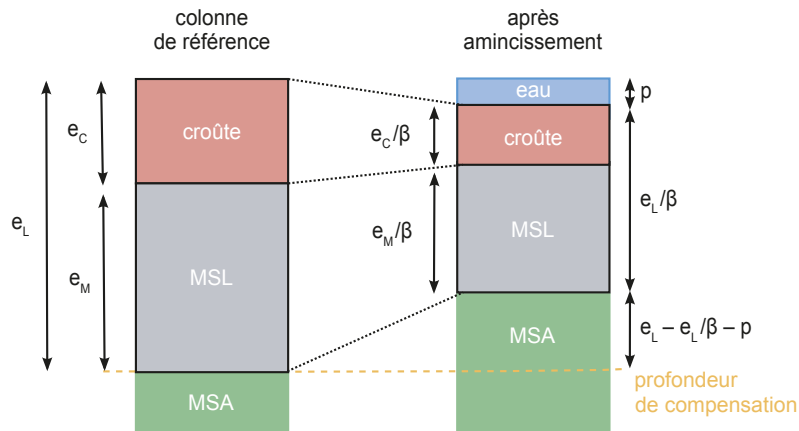 colonne
de référence
après
amincissement
eau
p
e_C
croûte
e_C/β
croûte
e_L
e_L/β
e_M
MSL
e_M/β
MSL
MSA
e_L – e_L/β – p
MSA
profondeur
de compensation